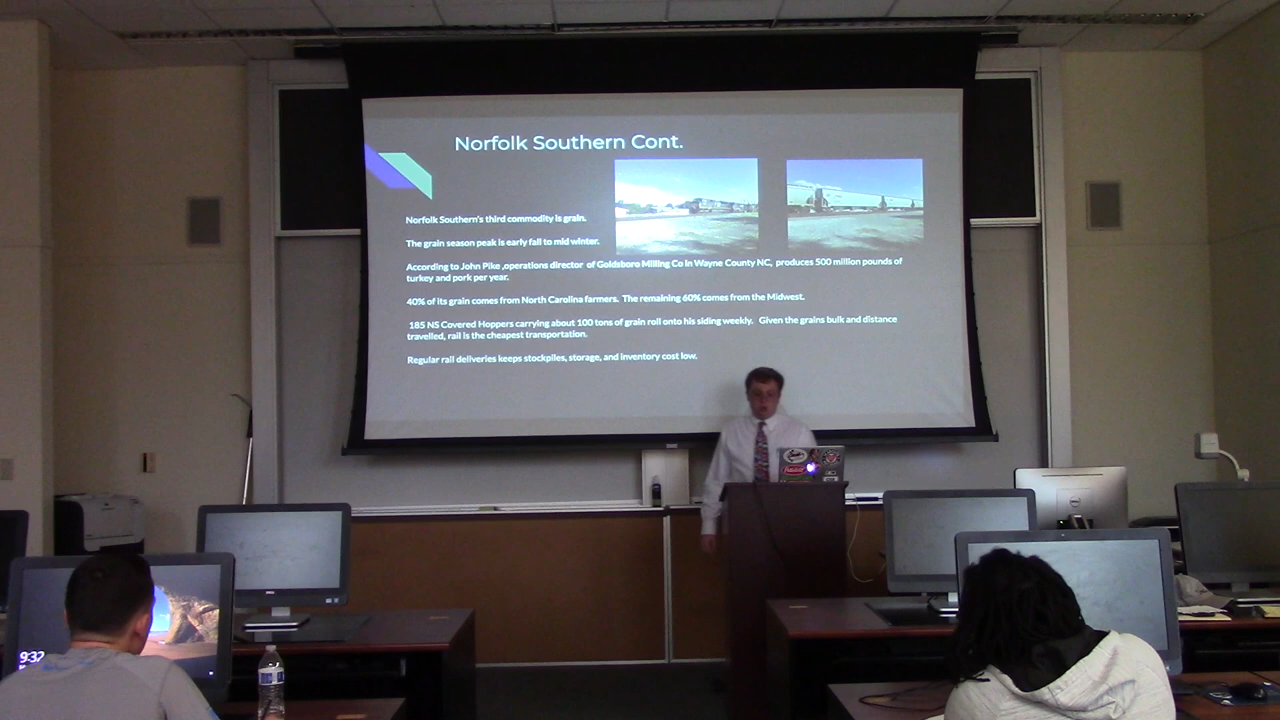 Norfolk Southern Cont.
Norfolk Southern's third commodity is grain.
The grain season peak is early fall to mid winter.
According to John Pike ,operations director of Goldsboro Milling Co in Wayne County NC, produces 500 million pounds of
turkey and pork per year.
40% of its grain comes from North Carolina farmers. The remaining 60% comes from the Midwest.
185 NS Covered Hoppers carrying about 100 tons of grain roll onto his siding weekly. Given the grains bulk and distance
travelled, rail is the cheapest transportation.
Regular rail deliveries keeps stockpiles, storage, and inventory cost low.
9:32
DELL